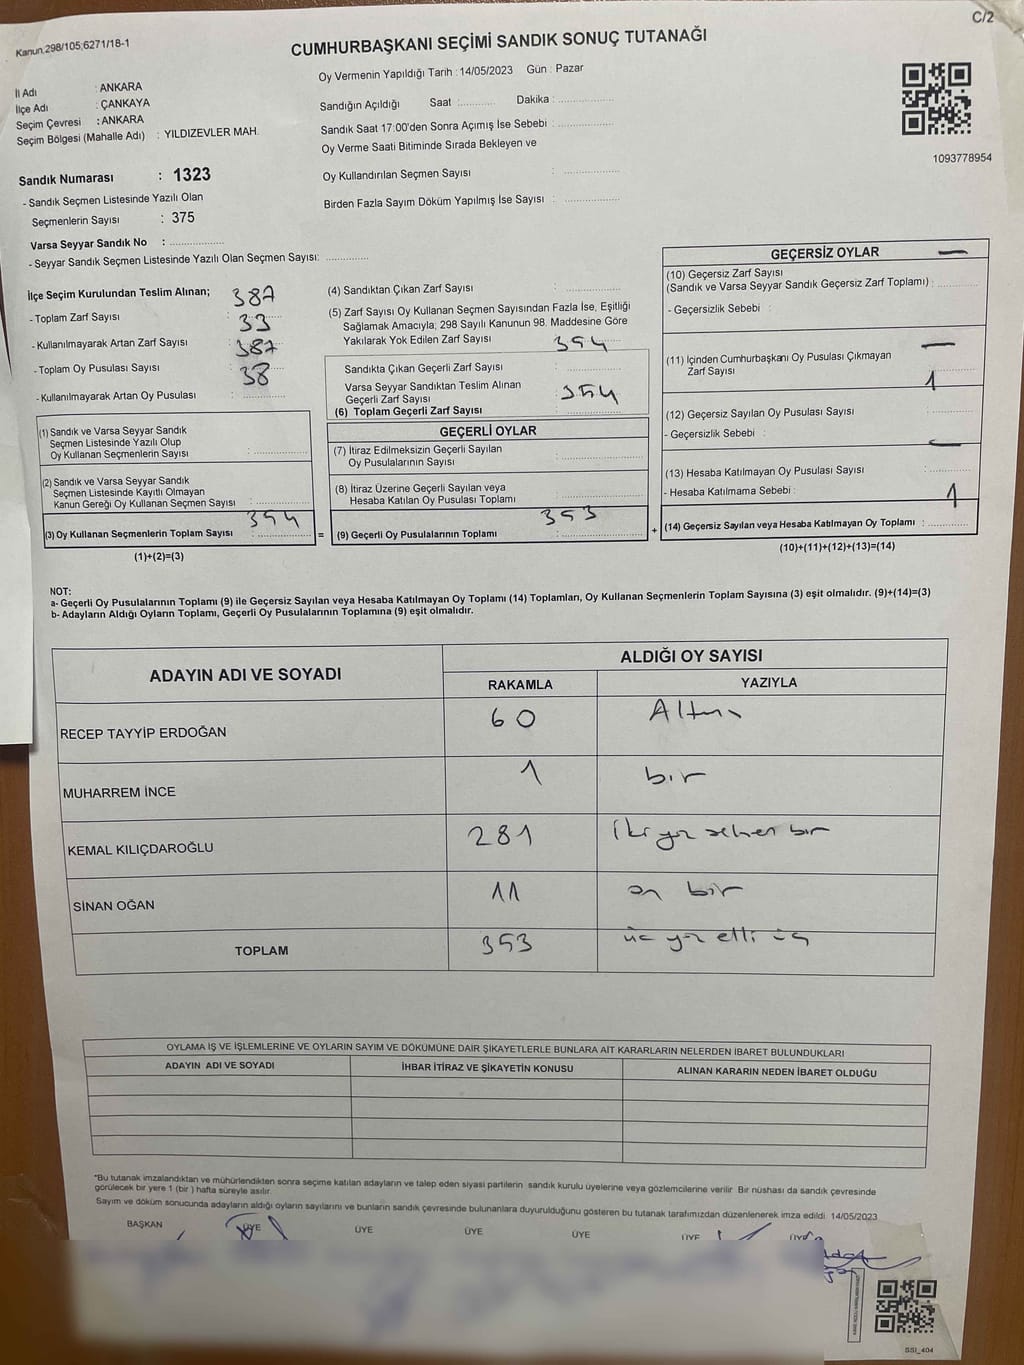 C/2
Kanun,298/105;6271/18-1
CUMHURBAŞKANI SEÇİMİ SANDIK SONUÇ TUTANAĞI
İl Adı : ANKARA
İlçe Adı : ÇANKAYA
Seçim Çevresi : ANKARA
Seçim Bölgesi (Mahalle Adı) : YILDIZEVLER MAH.
Sandık Numarası : 1323
- Sandık Seçmen Listesinde Yazılı Olan
Seçmenlerin Sayısı : 375
Varsa Seyyar Sandık No :
- Seyyar Sandık Seçmen Listesinde Yazılı Olan Seçmen Sayısı:
Oy Vermenin Yapıldığı Tarih : 14/05/2023 Gün : Pazar
Sandığın Açıldığı Saat : Dakika :
Sandık Saat 17:00'den Sonra Açımış İse Sebebi :
Oy Verme Saati Bitiminde Sırada Bekleyen ve
Oy Kullandırılan Seçmen Sayısı :
Birden Fazla Sayım Döküm Yapılmış İse Sayısı :
1093778954
İlçe Seçim Kurulundan Teslim Alınan; 387
- Toplam Zarf Sayısı : 33
- Kullanılmayarak Artan Zarf Sayısı : 387
- Toplam Oy Pusulası Sayısı : 38
- Kullanılmayarak Artan Oy Pusulası :
(1) Sandık ve Varsa Seyyar Sandık
Seçmen Listesinde Yazılı Olup
Oy Kullanan Seçmenlerin Sayısı :
(2) Sandık ve Varsa Seyyar Sandık
Seçmen Listesinde Kayıtlı Olmayan
Kanun Gereği Oy Kullanan Seçmen Sayısı :
354
(3) Oy Kullanan Seçmenlerin Toplam Sayısı : =
(1)+(2)=(3)
(4) Sandıktan Çıkan Zarf Sayısı :
(5) Zarf Sayısı Oy Kullanan Seçmen Sayısından Fazla İse, Eşitliği
Sağlamak Amacıyla; 298 Sayılı Kanunun 98. Maddesine Göre
Yakılarak Yok Edilen Zarf Sayısı : 354
Sandıkta Çıkan Geçerli Zarf Sayısı :
Varsa Seyyar Sandıktan Teslim Alınan
Geçerli Zarf Sayısı : 354
(6) Toplam Geçerli Zarf Sayısı :
GEÇERLİ OYLAR
(7) İtiraz Edilmeksizin Geçerli Sayılan
Oy Pusulalarının Sayısı :
(8) İtiraz Üzerine Geçerli Sayılan veya
Hesaba Katılan Oy Pusulası Toplamı :
353
(9) Geçerli Oy Pusulalarının Toplamı : +
GEÇERSİZ OYLAR —
(10) Geçersiz Zarf Sayısı
(Sandık ve Varsa Seyyar Sandık Geçersiz Zarf Toplamı) :
- Geçersizlik Sebebi :
—
(11) İçinden Cumhurbaşkanı Oy Pusulası Çıkmayan
Zarf Sayısı : 1
(12) Geçersiz Sayılan Oy Pusulası Sayısı :
- Geçersizlik Sebebi :
—
(13) Hesaba Katılmayan Oy Pusulası Sayısı :
- Hesaba Katılmama Sebebi : 1
(14) Geçersiz Sayılan veya Hesaba Katılmayan Oy Toplamı :
(10)+(11)+(12)+(13)=(14)
NOT:
a- Geçerli Oy Pusulalarının Toplamı (9) ile Geçersiz Sayılan veya Hesaba Katılmayan Oy Toplamı (14) Toplamları, Oy Kullanan Seçmenlerin Toplam Sayısına (3) eşit olmalıdır. (9)+(14)=(3)
b- Adayların Aldığı Oyların Toplamı, Geçerli Oy Pusulalarının Toplamına (9) eşit olmalıdır.
ADAYIN ADI VE SOYADI ALDIĞI OY SAYISI
RAKAMLA YAZIYLA
RECEP TAYYİP ERDOĞAN 60
MUHARREM İNCE 1 bir
KEMAL KILIÇDAROĞLU 281 iki yüz seksen bir
SİNAN OĞAN 11 on bir
TOPLAM 353 üç yüz elli üç
OYLAMA İŞ VE İŞLEMLERİNE VE OYLARIN SAYIM VE DÖKÜMÜNE DAİR ŞİKAYETLERLE BUNLARA AİT KARARLARIN NELERDEN İBARET BULUNDUKLARI
ADAYIN ADI VE SOYADI İHBAR İTİRAZ VE ŞİKAYETİN KONUSU ALINAN KARARIN NEDEN İBARET OLDUĞU
"Bu tutanak imzalandıktan ve mühürlendikten sonra seçime katılan adayların ve talep eden siyasi partilerin sandık kurulu üyelerine veya gözlemcilerine verilir Bir nüshası da sandık çevresinde
görülecek bir yere 1 (bir ) hafta süreyle asılır.
Sayım ve döküm sonucunda adayların aldığı oyların sayılarını ve bunların sandık çevresinde bulunanlara duyurulduğunu gösteren bu tutanak tarafımızdan düzenlenerek imza edildi. 14/05/2023
BAŞKAN ÜYE ÜYE ÜYE ÜYE ÜYE ÜYE
SSI_404